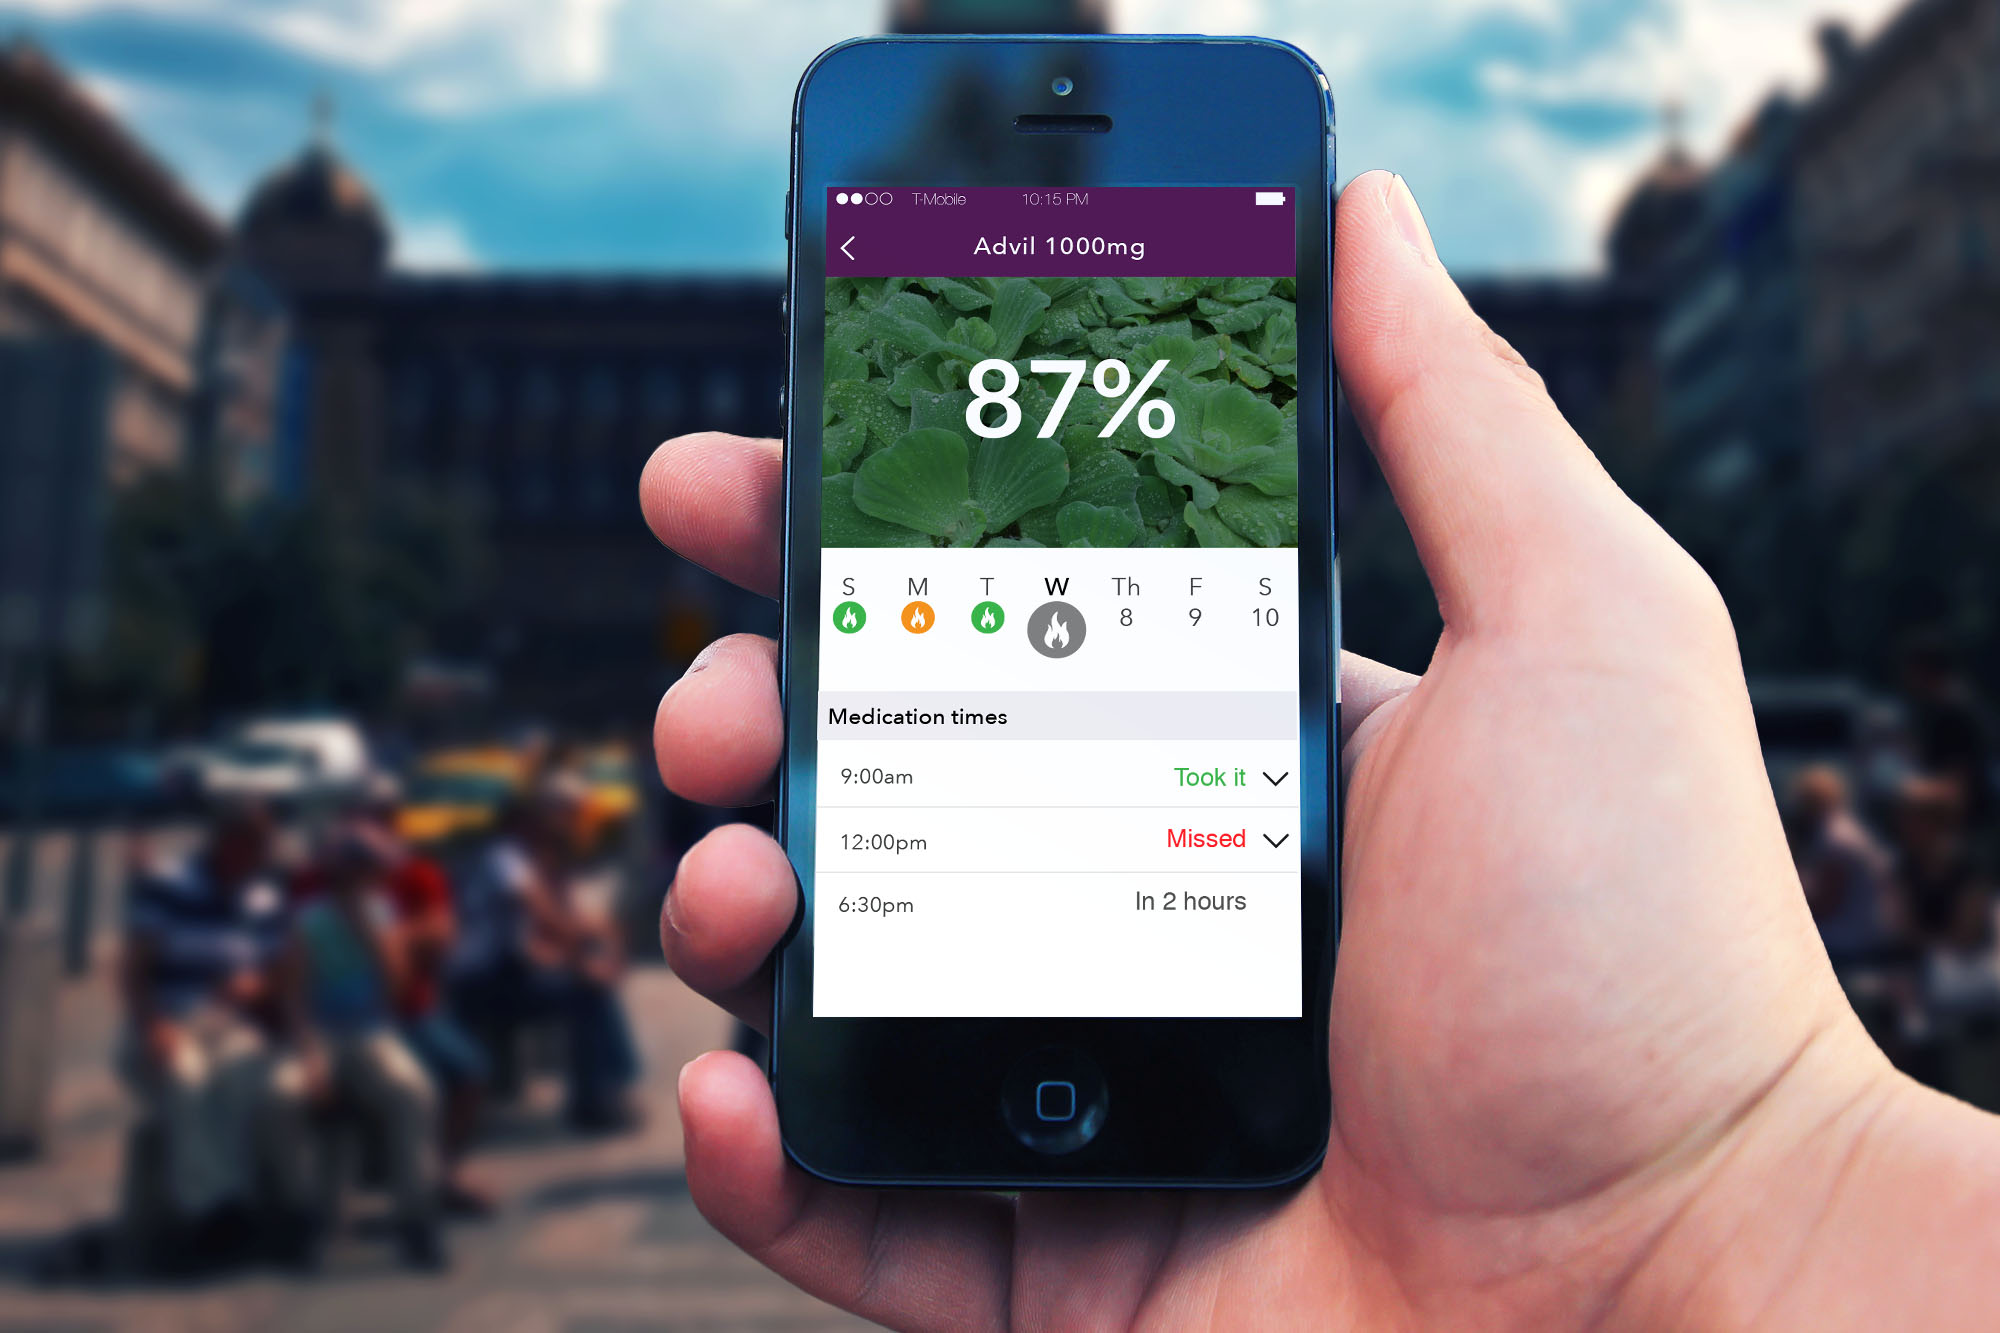 T-Mobile 10:15 PM
Advil 1000mg
87%
S M T W Th F S
8 9 10
Medication times
9:00am Took it
12:00pm Missed
6:30pm In 2 hours